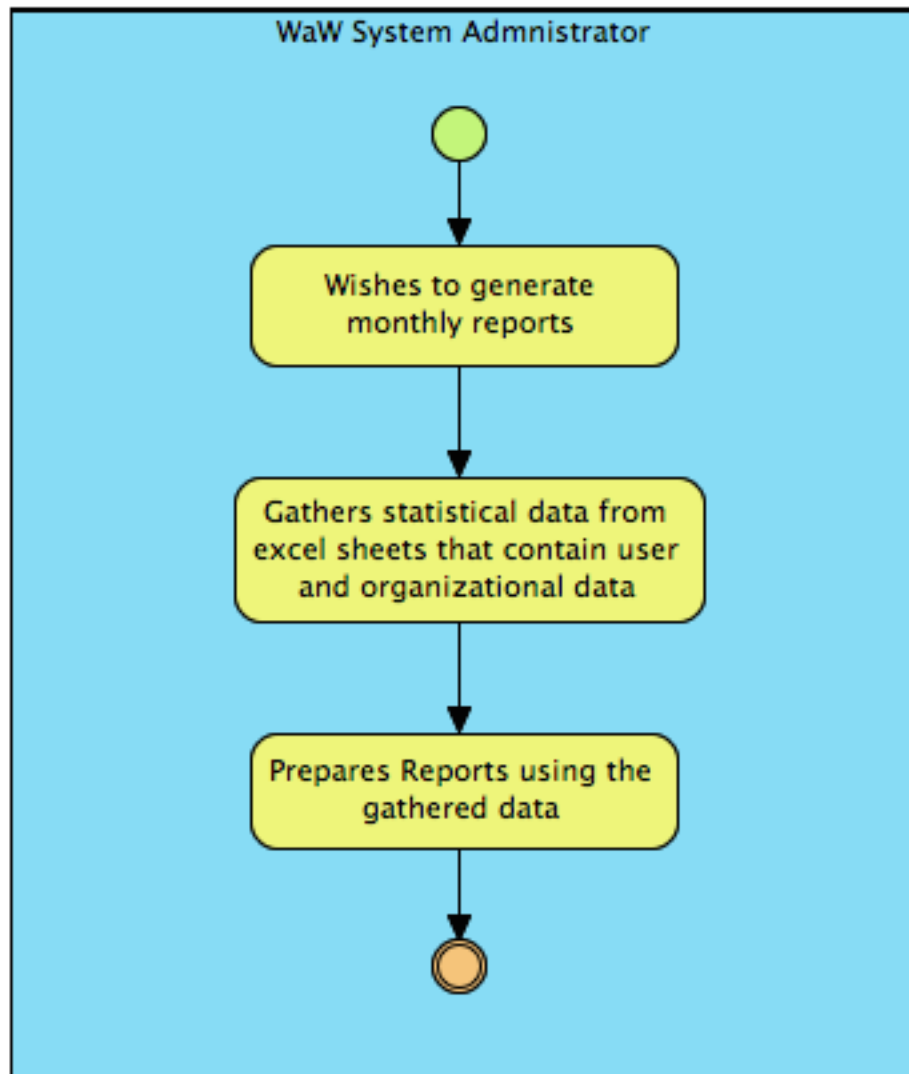 WaW System Admnistrator
Wishes to generate
monthly reports
Gathers statistical data from
excel sheets that contain user
and organizational data
Prepares Reports using the
gathered data